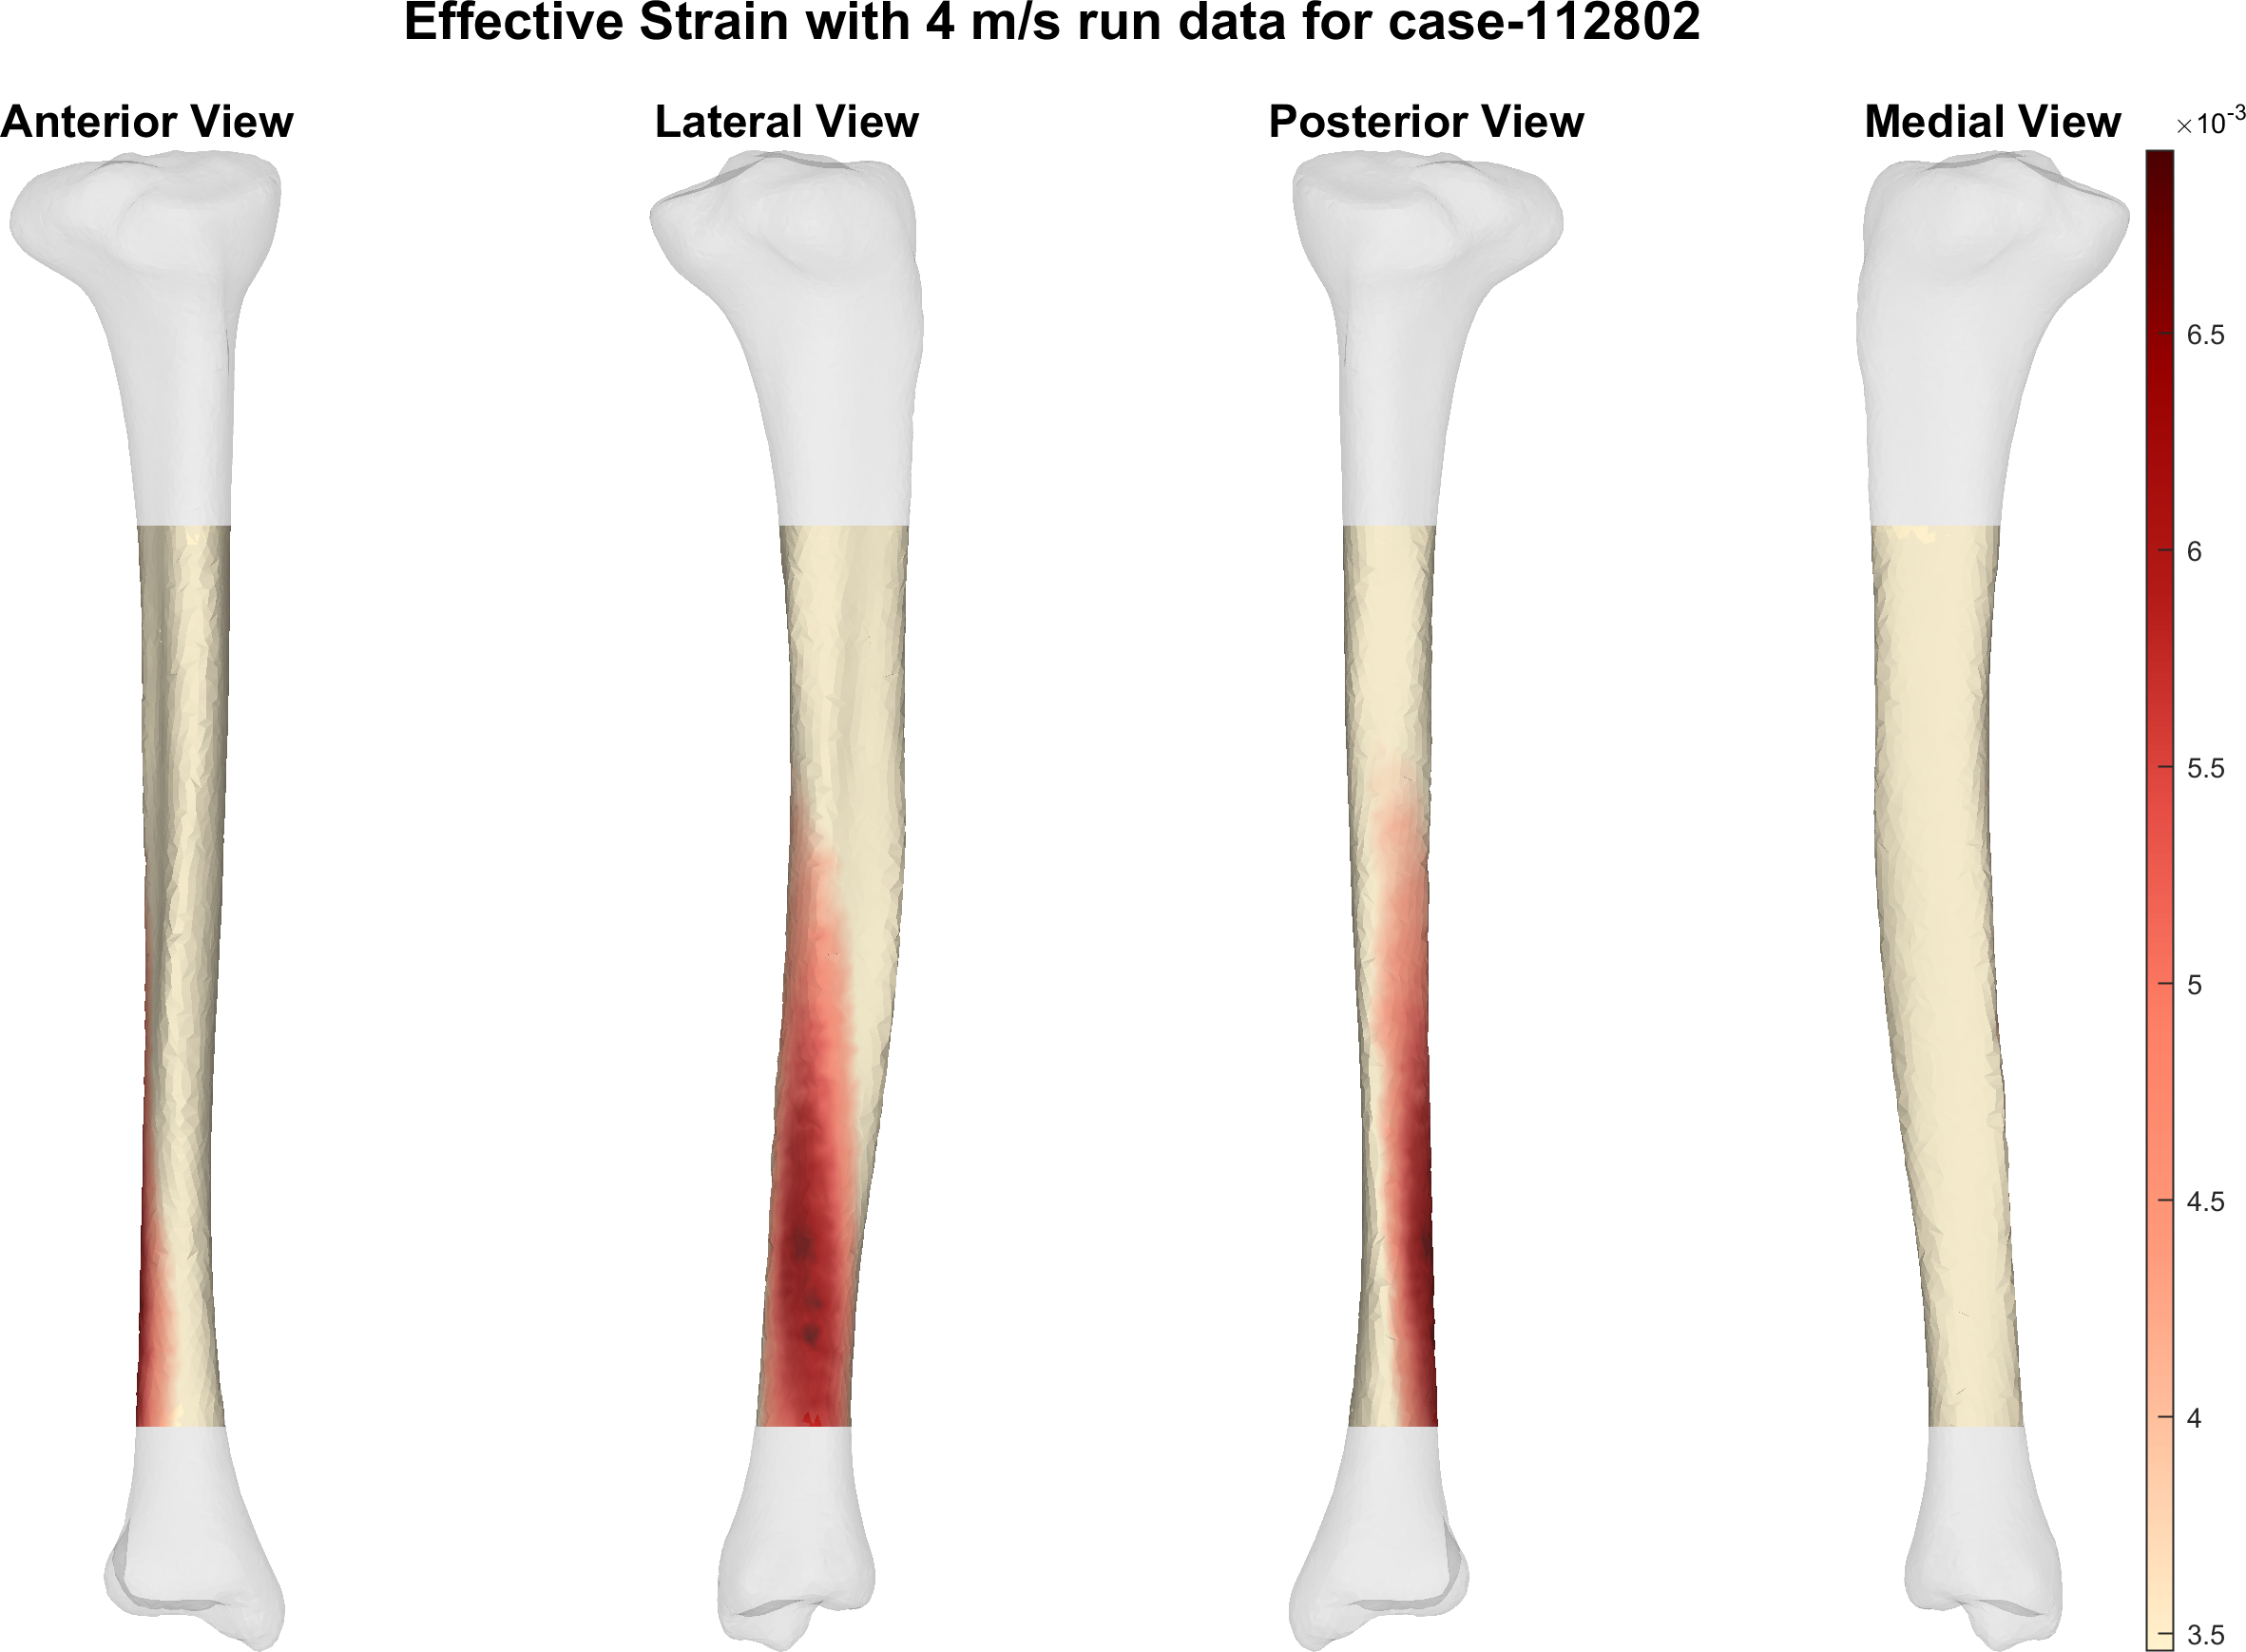 Effective Strain with 4 m/s run data for case-112802
Anterior View
Lateral View
Posterior View
Medial View
×10⁻³
6.5
6
5.5
5
4.5
4
3.5